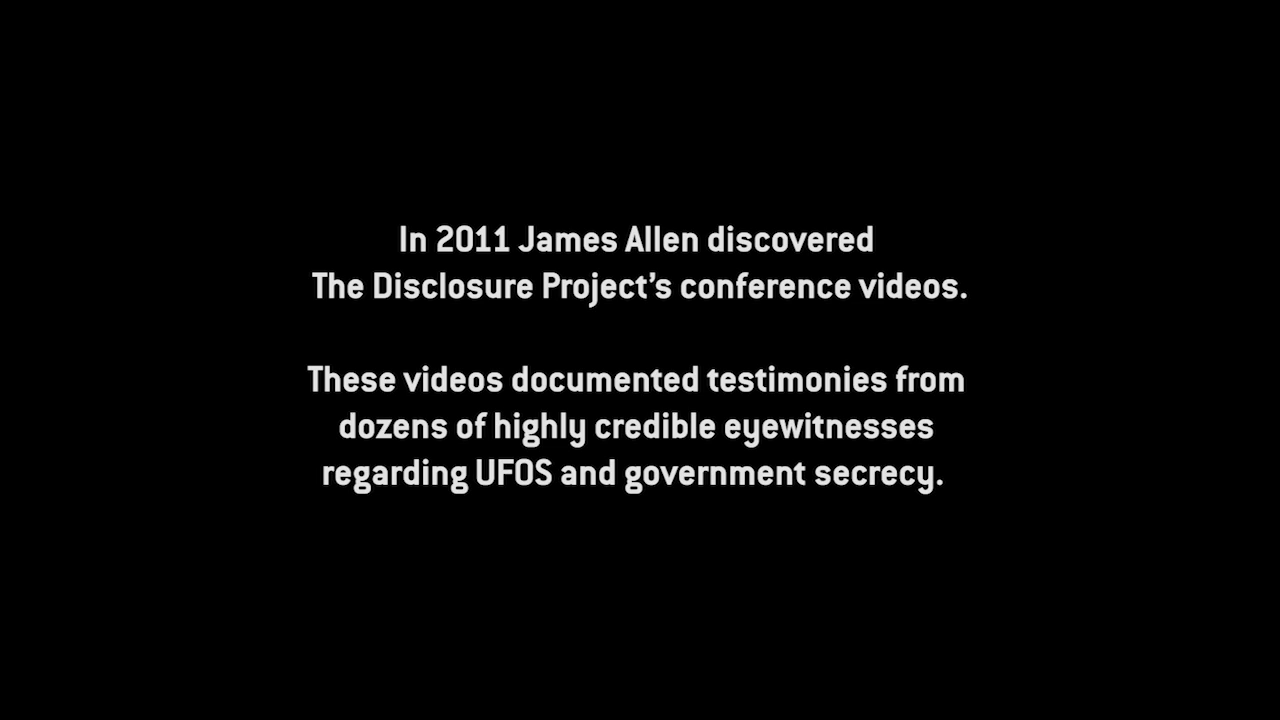 In 2011 James Allen discovered
The Disclosure Project’s conference videos.
These videos documented testimonies from
dozens of highly credible eyewitnesses
regarding UFOS and government secrecy.